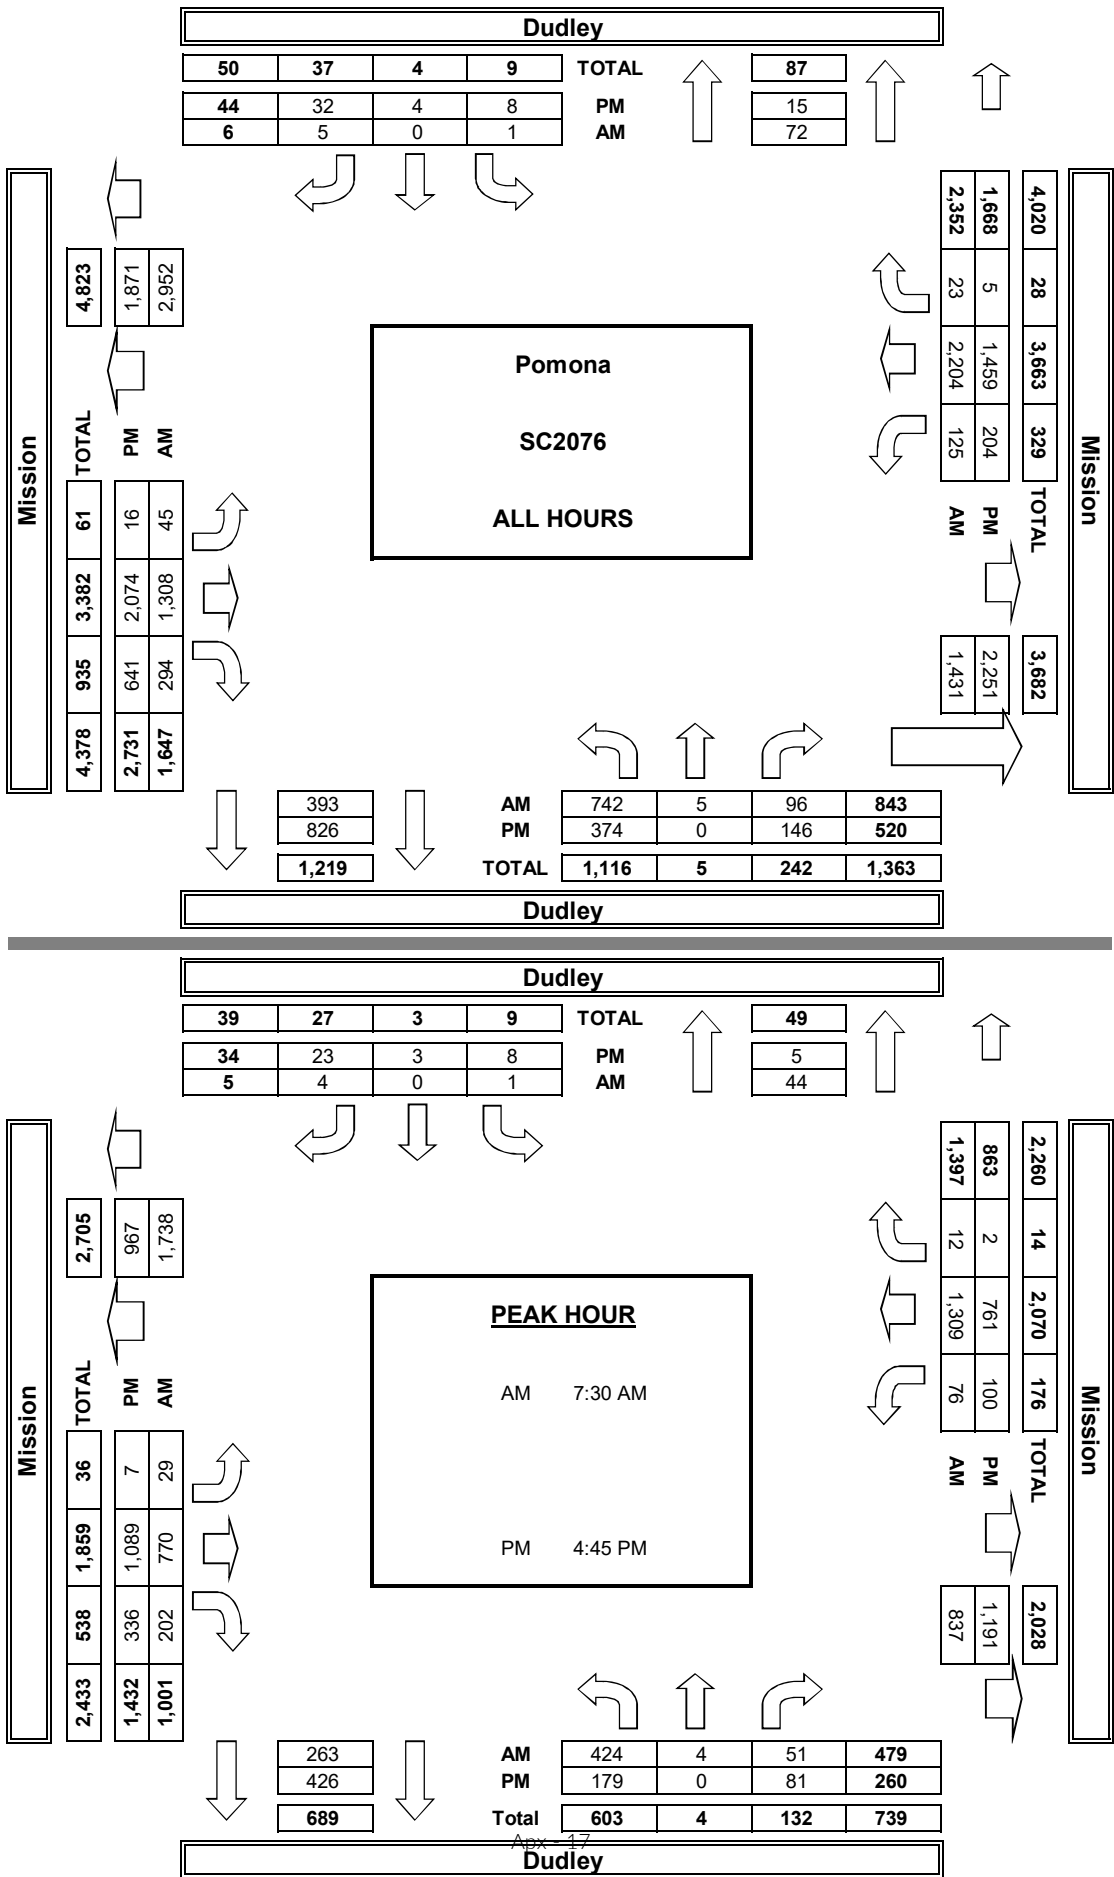 Dudley
50 37 4 9 TOTAL 87
44 32 4 8 PM 15
6 5 0 1 AM 72
Mission
4,823
1,871
2,952
TOTAL
PM
AM
61 3,382 935 4,378
16 2,074 641 2,731
45 1,308 294 1,647
Pomona
SC2076
ALL HOURS
4,020 28 3,663 329 TOTAL 3,682
1,668 5 1,459 204 PM 2,251
2,352 23 2,204 125 AM 1,431
Mission
393 AM 742 5 96 843
826 PM 374 0 146 520
1,219 TOTAL 1,116 5 242 1,363
Dudley
Dudley
39 27 3 9 TOTAL 49
34 23 3 8 PM 5
5 4 0 1 AM 44
Mission
2,705
967
1,738
TOTAL
PM
AM
36 1,859 538 2,433
7 1,089 336 1,432
29 770 202 1,001
PEAK HOUR
AM 7:30 AM
PM 4:45 PM
2,260 14 2,070 176 TOTAL 2,028
863 2 761 100 PM 1,191
1,397 12 1,309 76 AM 837
Mission
263 AM 424 4 51 479
426 PM 179 0 81 260
689 Total 603 4 132 739
Apx - 17
Dudley